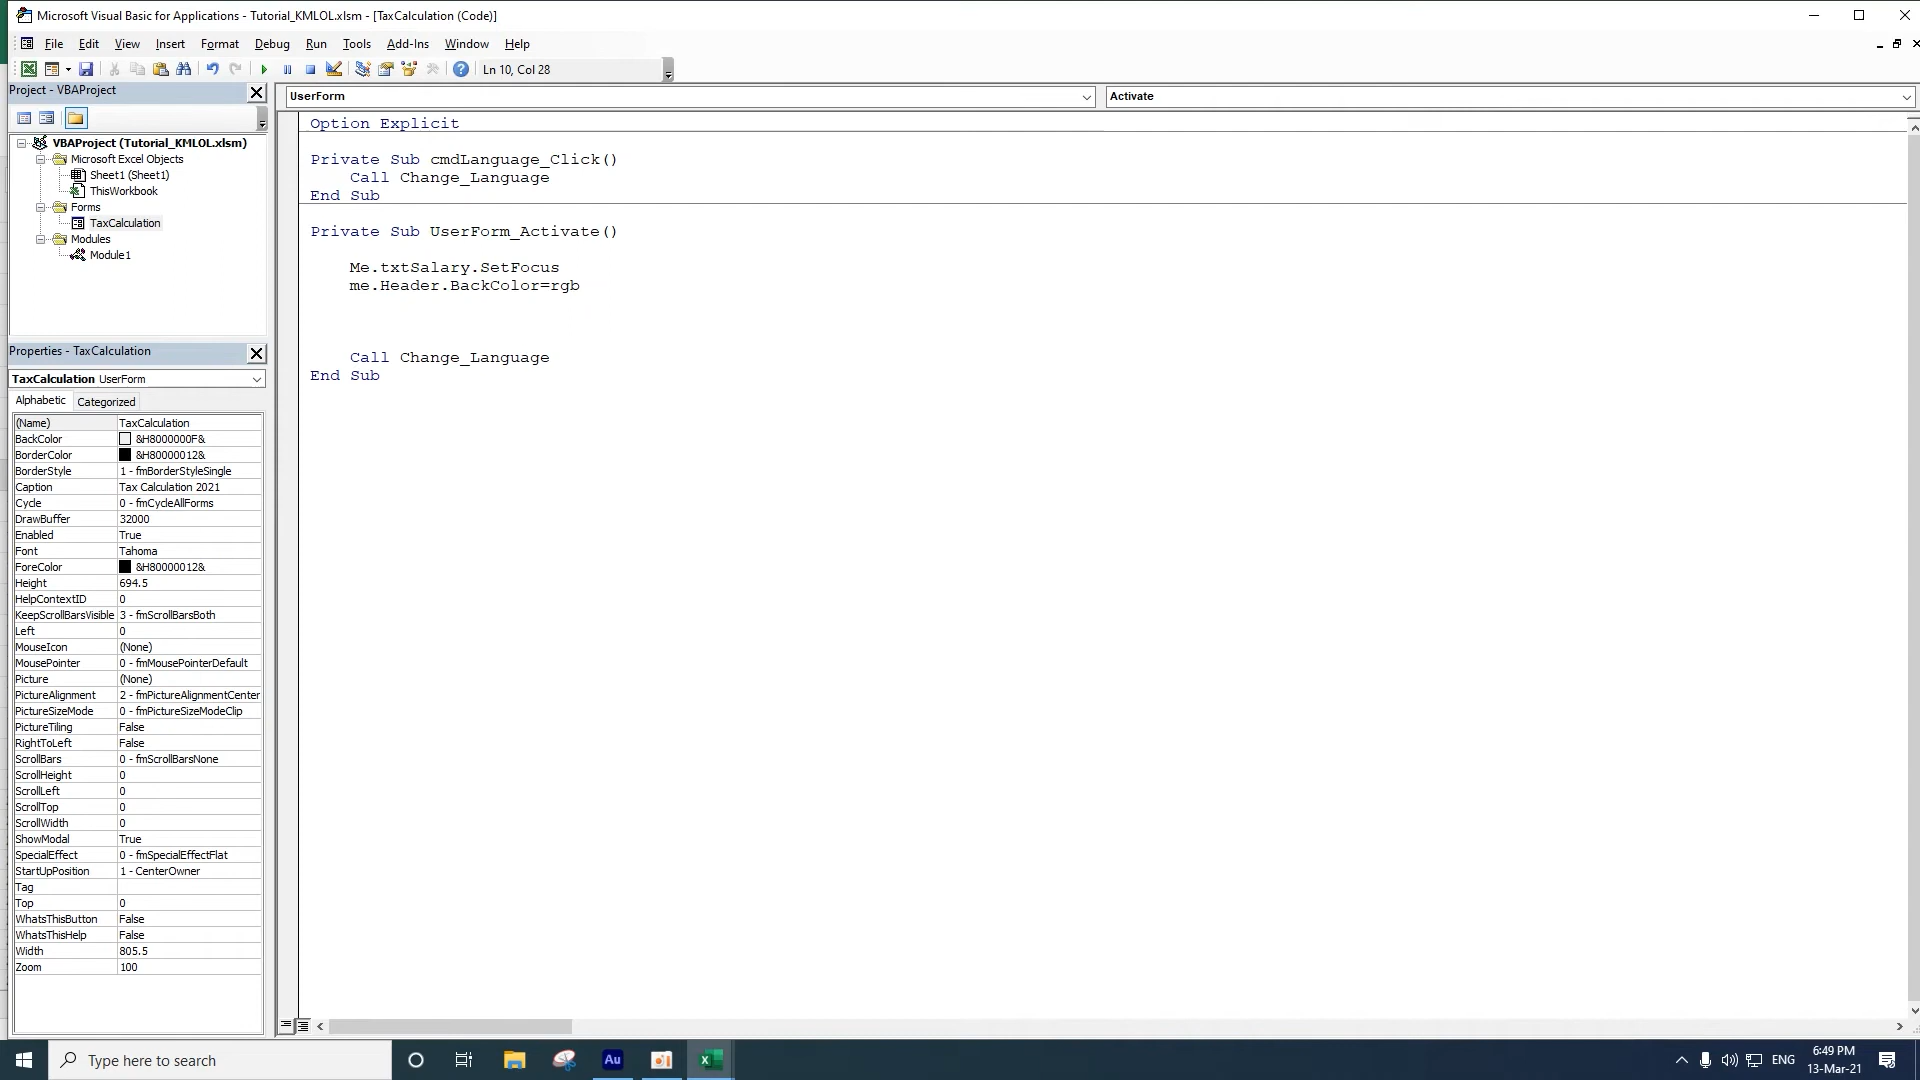 Microsoft Visual Basic for Applications - Tutorial_KMLOL.xlsm - [TaxCalculation (Code)]
File Edit View Insert Format Debug Run Tools Add-Ins Window Help
Ln 10, Col 28
Project - VBAProject
VBAProject (Tutorial_KMLOL.xlsm)
Microsoft Excel Objects
Sheet1 (Sheet1)
ThisWorkbook
Forms
TaxCalculation
Modules
Module1
Properties - TaxCalculation
TaxCalculation UserForm
Alphabetic Categorized
(Name) TaxCalculation
BackColor &H8000000F&
BorderColor &H80000012&
BorderStyle 1 - fmBorderStyleSingle
Caption Tax Calculation 2021
Cycle 0 - fmCycleAllForms
DrawBuffer 32000
Enabled True
Font Tahoma
ForeColor &H80000012&
Height 694.5
HelpContextID 0
KeepScrollBarsVisible 3 - fmScrollBarsBoth
Left 0
MouseIcon (None)
MousePointer 0 - fmMousePointerDefault
Picture (None)
PictureAlignment 2 - fmPictureAlignmentCenter
PictureSizeMode 0 - fmPictureSizeModeClip
PictureTiling False
RightToLeft False
ScrollBars 0 - fmScrollBarsNone
ScrollHeight 0
ScrollLeft 0
ScrollTop 0
ScrollWidth 0
ShowModal True
SpecialEffect 0 - fmSpecialEffectFlat
StartUpPosition 1 - CenterOwner
Tag
Top 0
WhatsThisButton False
WhatsThisHelp False
Width 805.5
Zoom 100
UserForm Activate
Option Explicit
Private Sub cmdLanguage_Click()
Call Change_Language
End Sub
Private Sub UserForm_Activate()
Me.txtSalary.SetFocus
me.Header.BackColor=rgb
Call Change_Language
End Sub
Type here to search
Au
ENG
6:49 PM
13-Mar-21